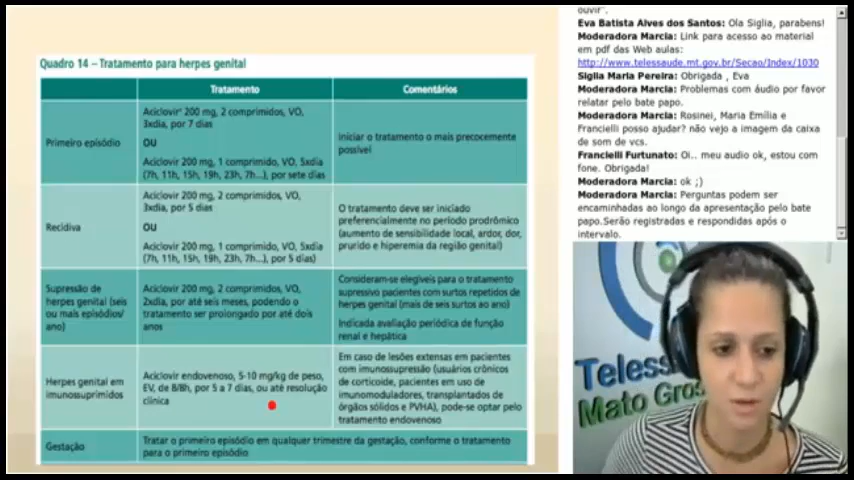 Quadro 14 – Tratamento para herpes genital
Tratamento
Comentários
Primeiro episódio
Aciclovir 200 mg, 2 comprimidos, VO,
3xdia, por 7 dias
OU
Aciclovir 200 mg, 1 comprimido, VO, 5xdia
(7h, 11h, 15h, 19h, 23h, 7h...), por sete dias
Iniciar o tratamento o mais precocemente
possível
Recidiva
Aciclovir 200 mg, 2 comprimidos, VO,
3xdia, por 5 dias
OU
Aciclovir 200 mg, 1 comprimido, VO, 5xdia
(7h, 11h, 15h, 19h, 23h, 7h...), por 5 dias)
O tratamento deve ser iniciado
preferencialmente no período prodrômico
(aumento de sensibilidade local, ardor, dor,
prurido e hiperemia da região genital)
Supressão de
herpes genital (seis
ou mais episódios/
ano)
Aciclovir 200 mg, 2 comprimidos, VO,
2xdia, por até seis meses, podendo o
tratamento ser prolongado por até dois
anos
Consideram-se elegíveis para o tratamento
supressivo pacientes com surtos repetidos de
herpes genital (mais de seis surtos ao ano)
Indicada avaliação periódica de função
renal e hepática
Herpes genital em
imunossuprimidos
Aciclovir endovenoso, 5-10 mg/kg de peso,
EV, de 8/8h, por 5 a 7 dias, ou até resolução
clínica
Em caso de lesões extensas em pacientes
com imunossupressão (usuários crônicos
de corticoide, pacientes em uso de
imunomoduladores, transplantados de
órgãos sólidos e PVHA), pode-se optar pelo
tratamento endovenoso
Gestação
Tratar o primeiro episódio em qualquer trimestre da gestação, conforme o tratamento
para o primeiro episódio
ouvir".
Eva Batista Alves dos Santos: Ola Siglia, parabens!
Moderadora Marcia: Link para acesso ao material
em pdf das Web aulas:
http://www.telessaude.mt.gov.br/Secao/Index/1030
Siglia Maria Pereira: Obrigada , Eva
Moderadora Marcia: Problemas com áudio por favor
relatar pelo bate papo.
Moderadora Marcia: Rosinei, Maria Emília e
Francielli posso ajudar? não vejo a imagem da caixa
de som de vcs.
Francielli Furtunato: Oi.. meu audio ok, estou com
fone. Obrigada!
Moderadora Marcia: ok ;)
Moderadora Marcia: Perguntas podem ser
encaminhadas ao longo da apresentação pelo bate
papo.Serão registradas e respondidas após o
intervalo.
Teless
Mato Gros